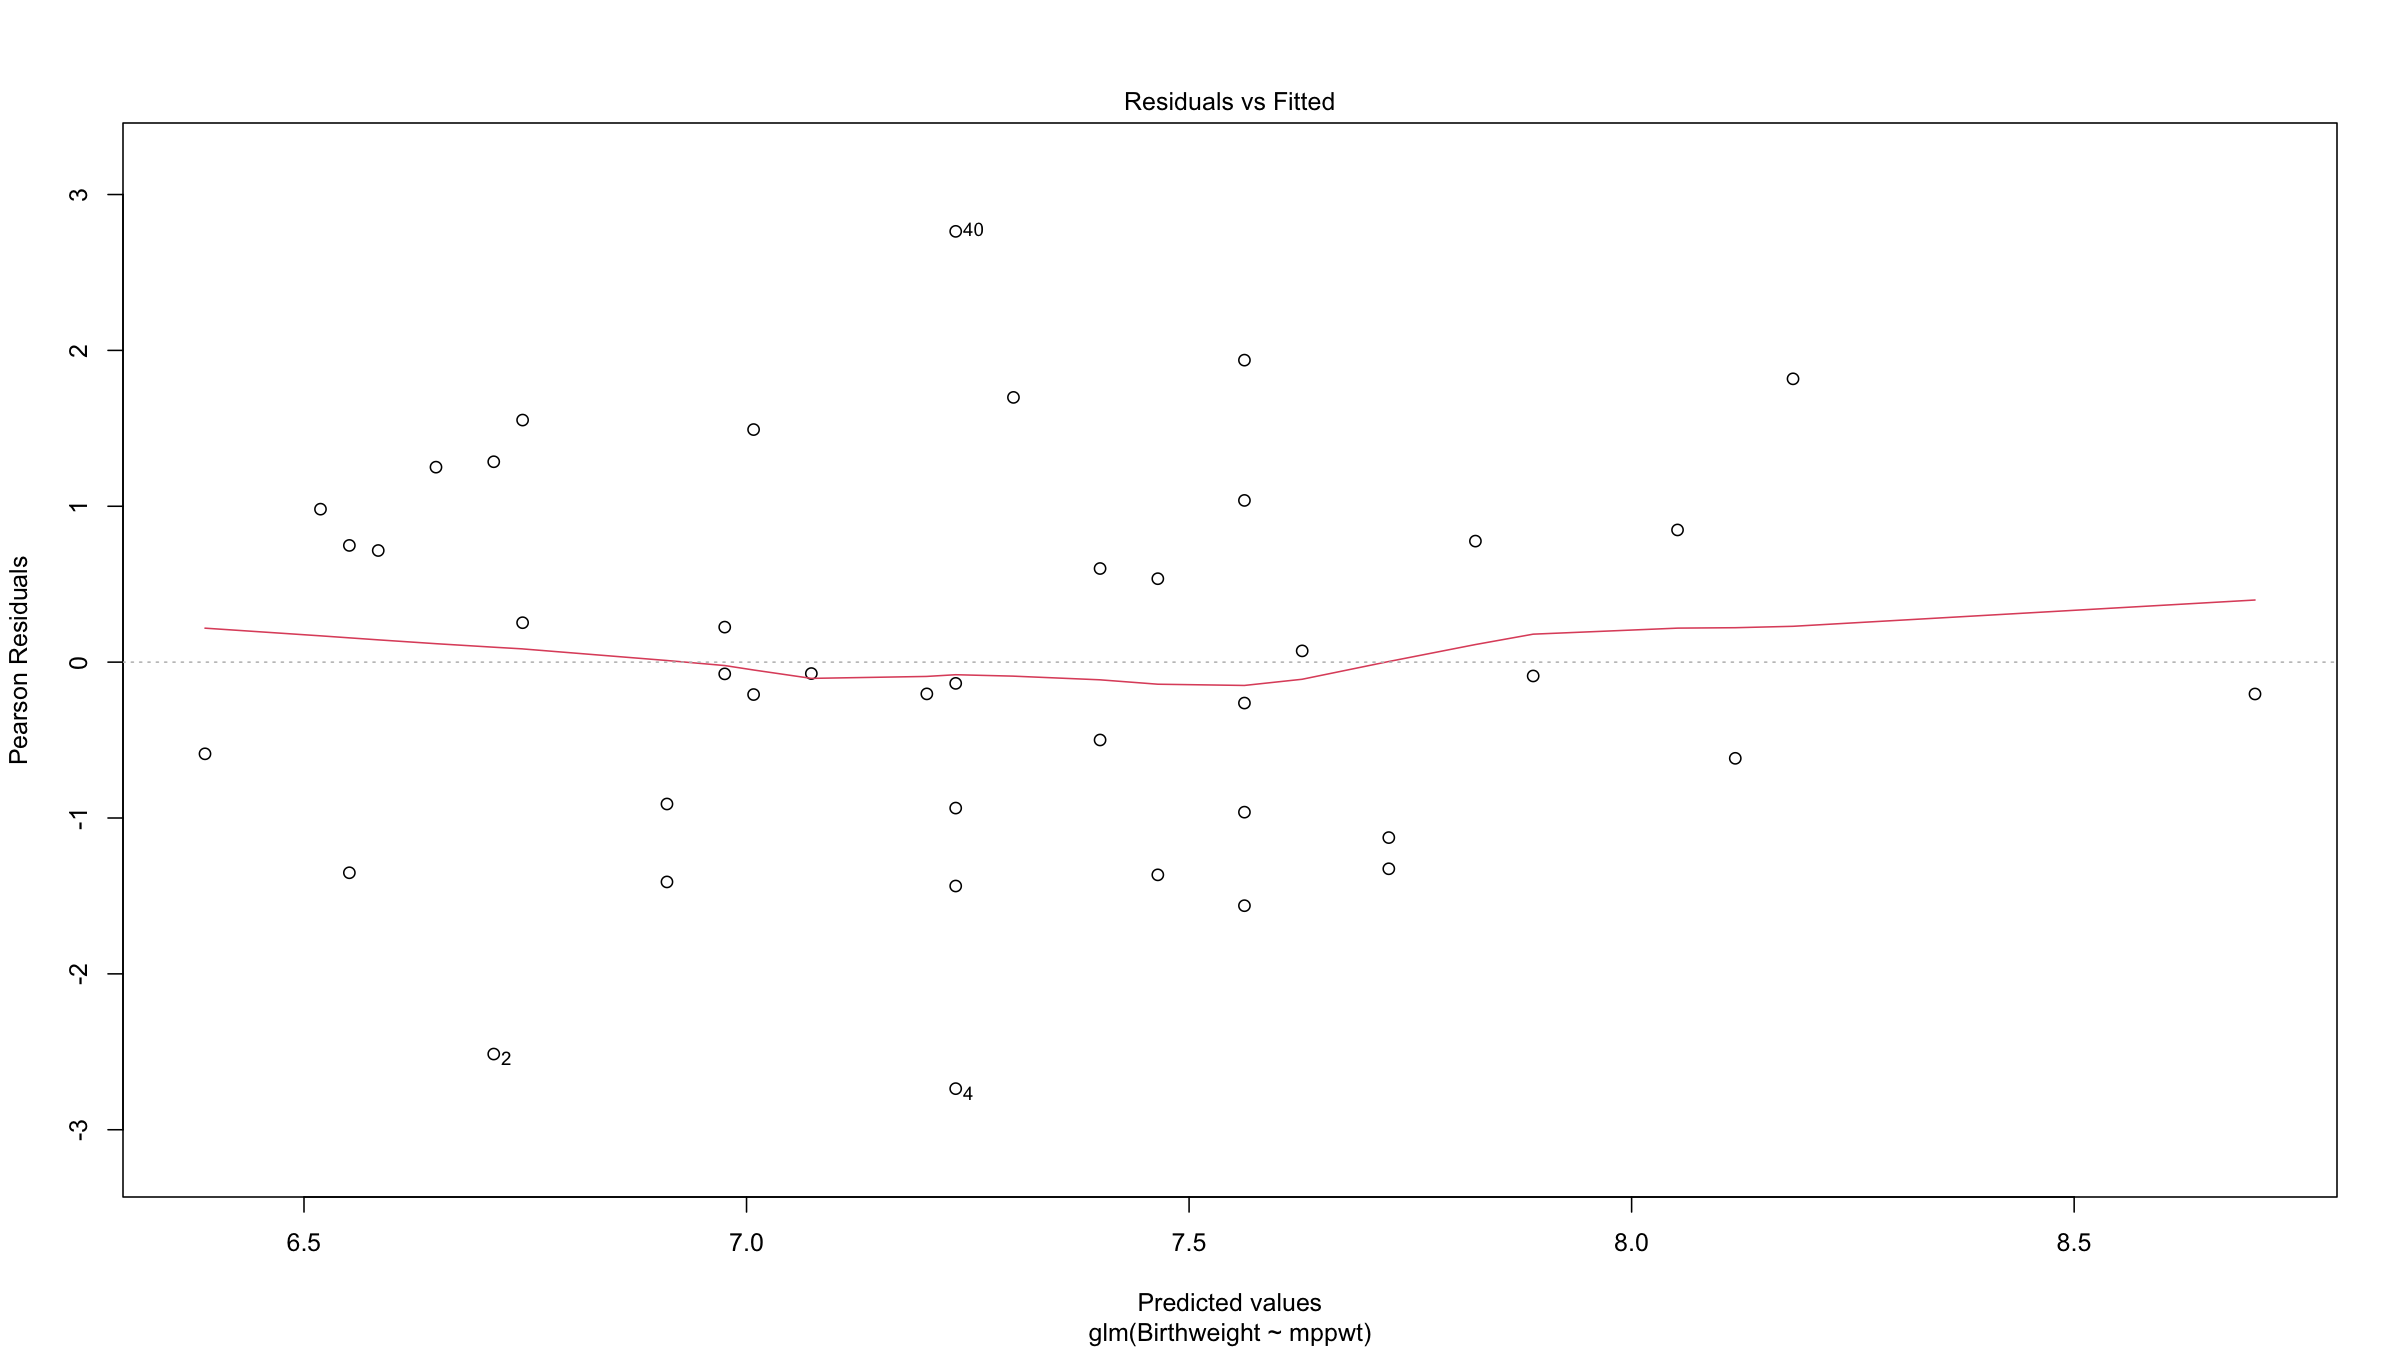 Residuals vs Fitted
Pearson Residuals
3
2
1
0
-1
-2
-3
40
2
4
6.5 7.0 7.5 8.0 8.5
Predicted values
glm(Birthweight ~ mppwt)